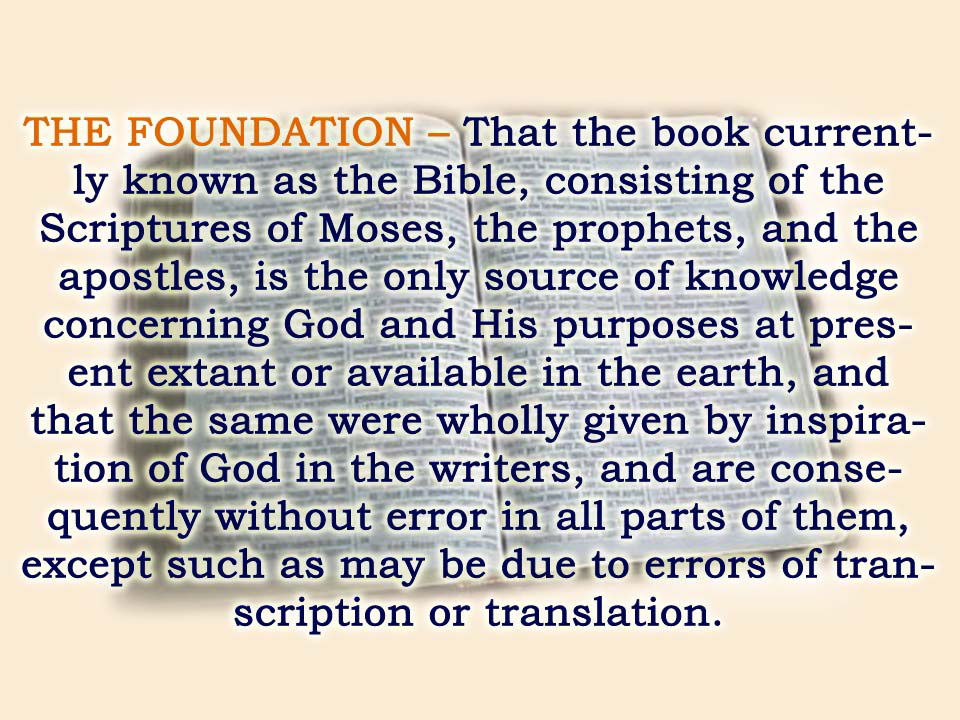 THE FOUNDATION – That the book current-
ly known as the Bible, consisting of the
Scriptures of Moses, the prophets, and the
apostles, is the only source of knowledge
concerning God and His purposes at pres-
ent extant or available in the earth, and
that the same were wholly given by inspira-
tion of God in the writers, and are conse-
quently without error in all parts of them,
except such as may be due to errors of tran-
scription or translation.